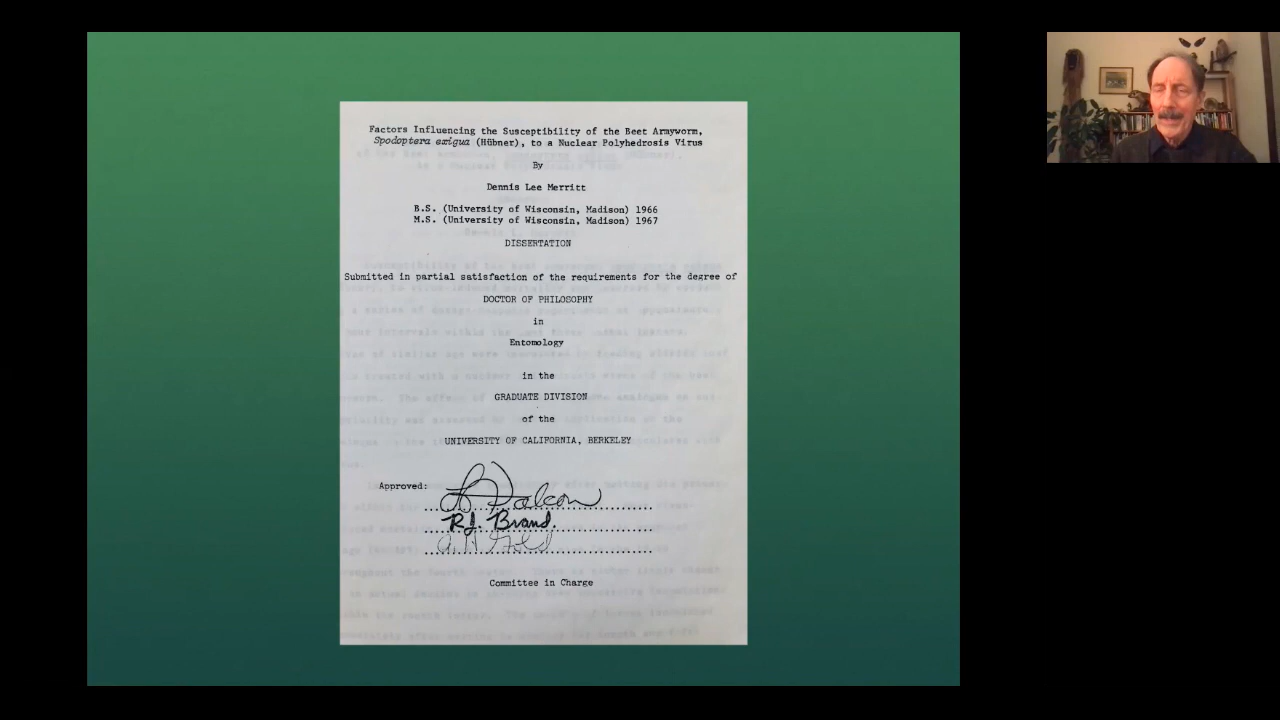 Factors Influencing the Susceptibility of the Beet Armyworm,
Spodoptera exigua (Hübner), to a Nuclear Polyhedrosis Virus
By
Dennis Lee Merritt
B.S. (University of Wisconsin, Madison) 1966
M.S. (University of Wisconsin, Madison) 1967
DISSERTATION
Submitted in partial satisfaction of the requirements for the degree of
DOCTOR OF PHILOSOPHY
in
Entomology
in the
GRADUATE DIVISION
of the
UNIVERSITY OF CALIFORNIA, BERKELEY
Approved:
Falcon
R.J. Brand.
Committee in Charge